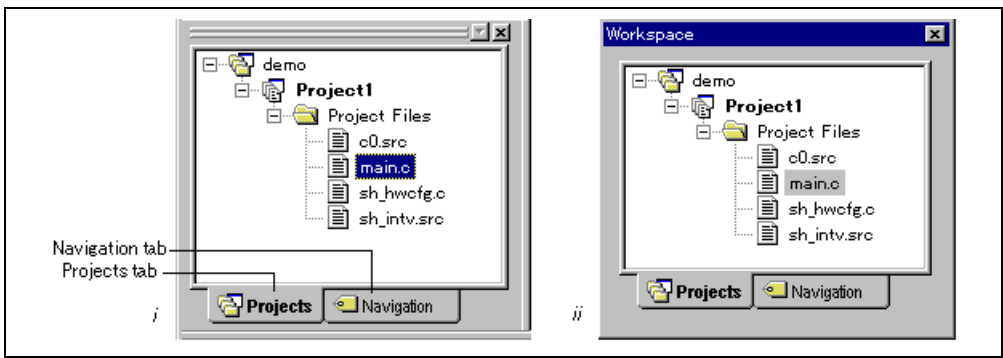 demo
Project1
Project Files
c0.src
main.c
sh_hwcfg.c
sh_intv.src
Navigation tab
Projects tab
Projects
Navigation
i
Workspace
demo
Project1
Project Files
c0.src
main.c
sh_hwcfg.c
sh_intv.src
Projects
Navigation
ii